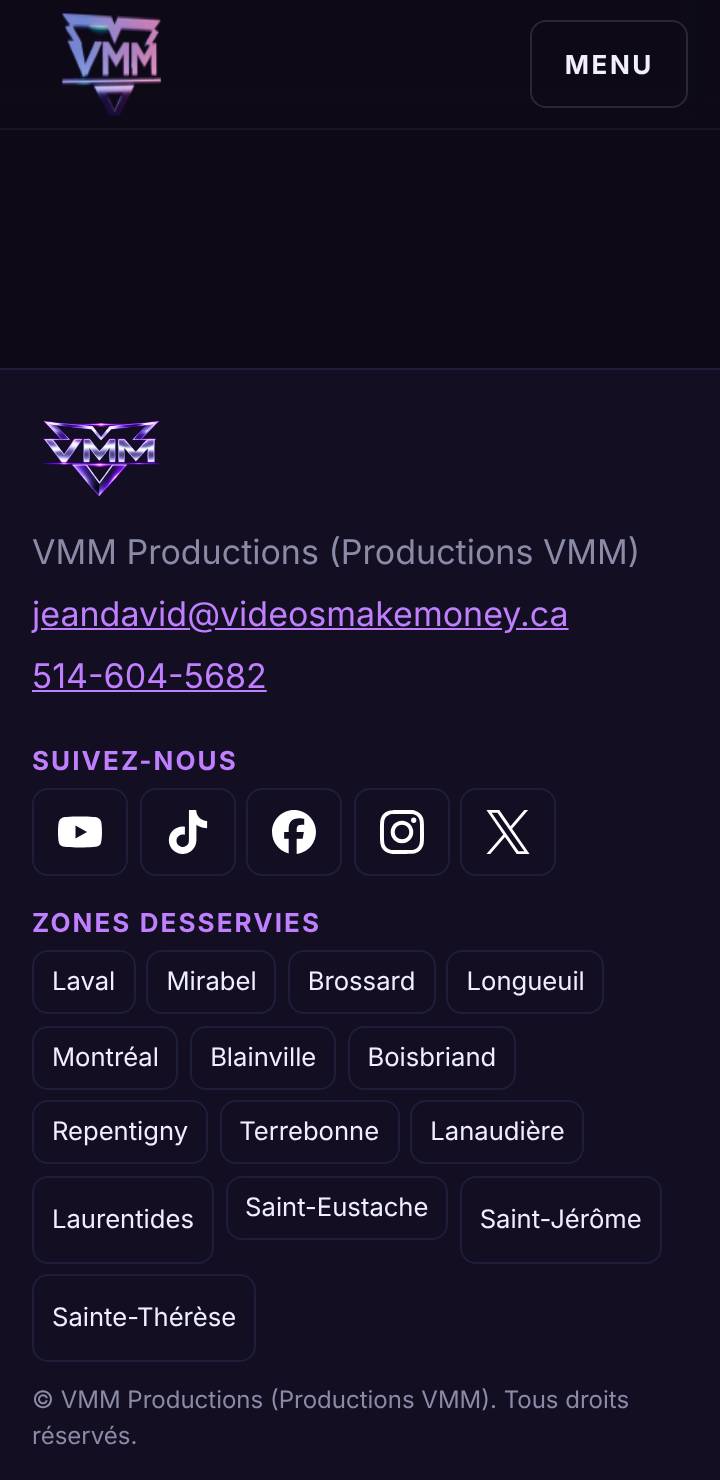 VMM
MENU
VMM
VMM Productions (Productions VMM)
jeandavid@videosmakemoney.ca
514-604-5682
SUIVEZ-NOUS
ZONES DESSERVIES
Laval Mirabel Brossard Longueuil
Montréal Blainville Boisbriand
Repentigny Terrebonne Lanaudière
Laurentides Saint-Eustache Saint-Jérôme
Sainte-Thérèse
© VMM Productions (Productions VMM). Tous droits
réservés.